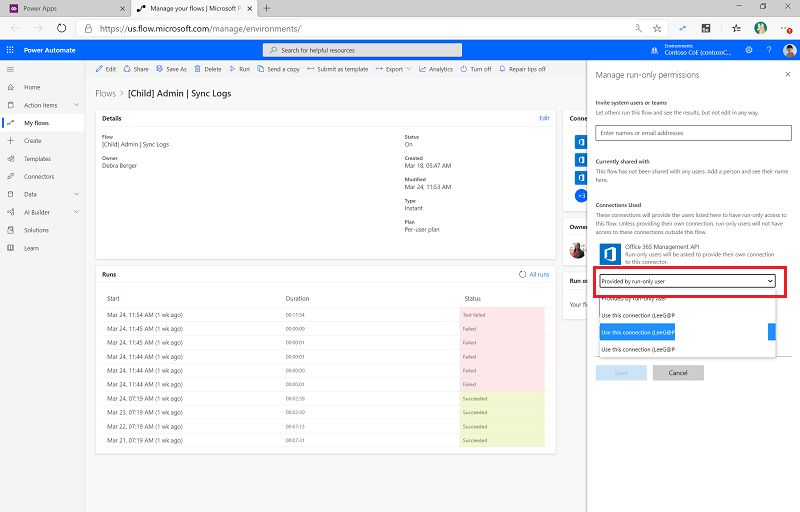 Power Apps
Manage your flows | Microsoft P
https://us.flow.microsoft.com/manage/environments/
Power Automate
Search for helpful resources
Environments
Contoso CoE (contosoC...
Edit
Share
Save As
Delete
Run
Send a copy
Submit as template
Export
Analytics
Turn off
Repair tips off
Home
Action items
My flows
Create
Templates
Connectors
Data
AI Builder
Solutions
Learn
Flows
[Child] Admin | Sync Logs
Details
Edit
Flow
[Child] Admin | Sync Logs
Owner
Debra Berger
Status
On
Created
Mar 18, 05:47 AM
Modified
Mar 24, 11:53 AM
Type
Instant
Plan
Per-user plan
Runs
All runs
Start Duration Status
Mar 24, 11:54 AM (1 wk ago) 00:11:54 Test failed
Mar 24, 11:45 AM (1 wk ago) 00:00:00 Failed
Mar 24, 11:45 AM (1 wk ago) 00:00:01 Failed
Mar 24, 11:44 AM (1 wk ago) 00:00:01 Failed
Mar 24, 11:44 AM (1 wk ago) 00:00:00 Failed
Mar 24, 11:44 AM (1 wk ago) 00:00:01 Failed
Mar 24, 07:19 AM (1 wk ago) 00:02:39 Succeeded
Mar 23, 07:19 AM (1 wk ago) 00:03:50 Succeeded
Mar 22, 07:19 AM (1 wk ago) 00:07:13 Succeeded
Mar 21, 07:19 AM (1 wk ago) 00:07:31 Succeeded
Conne
+3
Owne
Run on
Your fl
Manage run-only permissions
Invite system users or teams
Let others run this flow and see the results, but not edit in any way.
Enter names or email addresses
Currently shared with
This flow has not been shared with any users. Add a person and see their name
here.
Connections Used
These connections will provide the users listed here to have run-only access to
this flow. Unless providing their own connection, run-only users will not have
access to these connections outside this flow.
Office 365 Management API
Run-only users will be asked to provide their own connection
to this connector.
Provided by run-only user
Provided by run-only user
Use this connection (LeeG@P
Use this connection (LeeG@P
Use this connection (LeeG@P
Save
Cancel